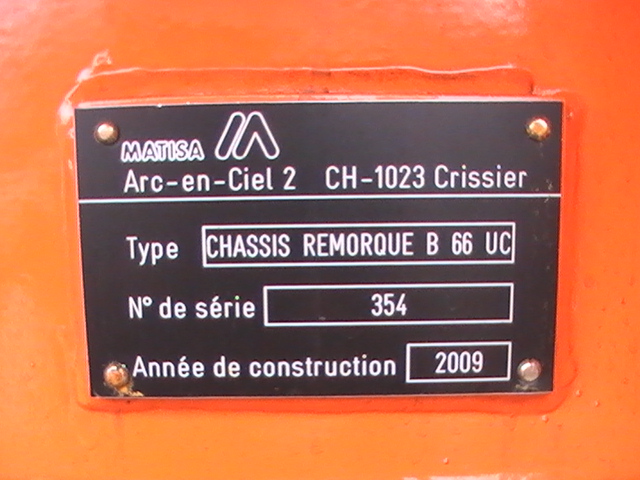 MATISA
Arc-en-Ciel 2 CH-1023 Crissier
Type CHASSIS REMORQUE B 66 UC
N° de série 354
Année de construction 2009